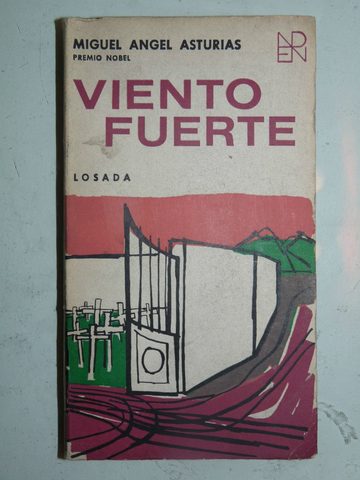 MIGUEL ANGEL ASTURIAS
PREMIO NOBEL
VIENTO
FUERTE
LOSADA